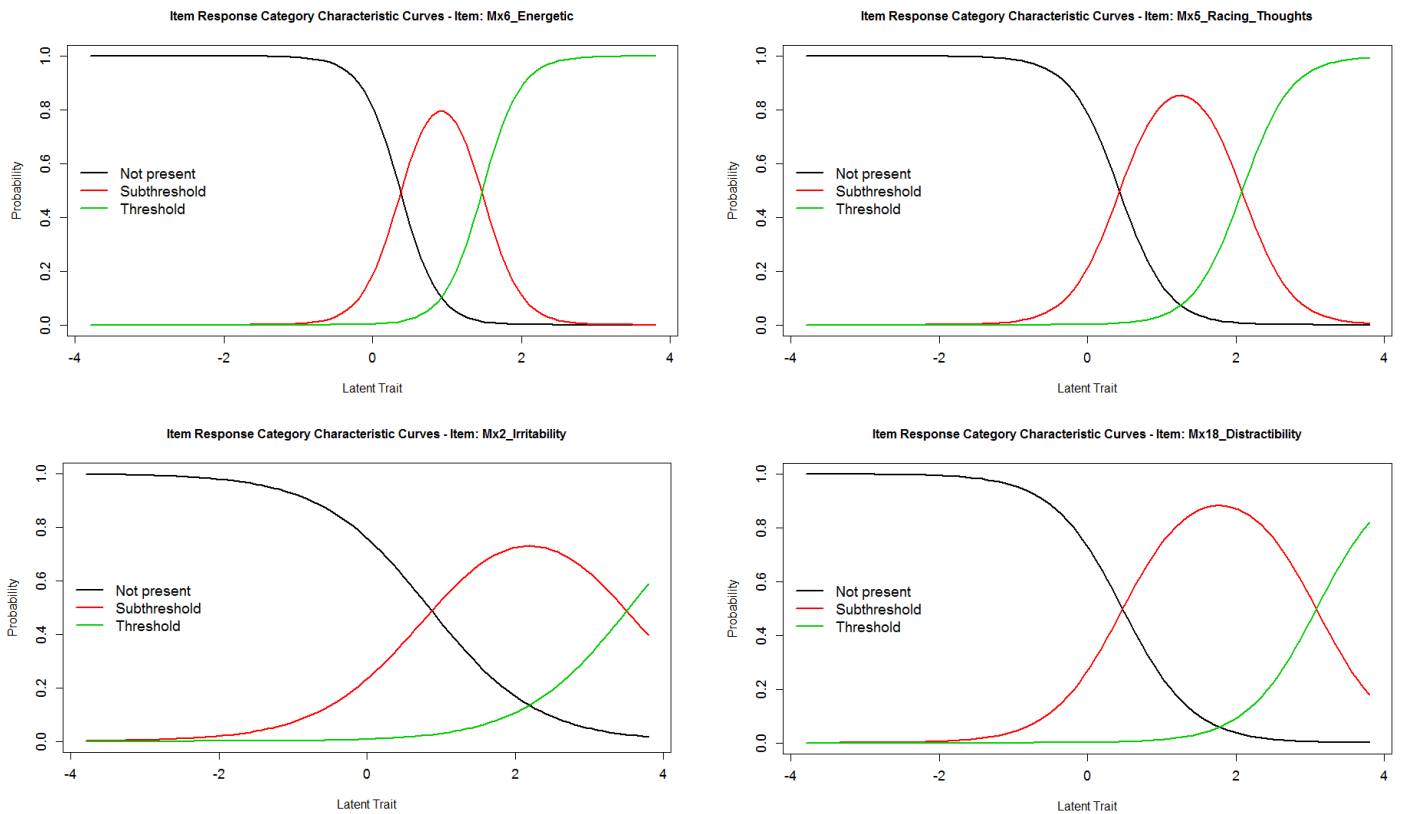 Item Response Category Characteristic Curves - Item: Mx6_Energetic
1.0
0.8
0.6
0.4
0.2
0.0
Probability
Not present
Subthreshold
Threshold
-4 -2 0 2 4
Latent Trait
Item Response Category Characteristic Curves - Item: Mx5_Racing_Thoughts
1.0
0.8
0.6
0.4
0.2
0.0
Probability
Not present
Subthreshold
Threshold
-4 -2 0 2 4
Latent Trait
Item Response Category Characteristic Curves - Item: Mx2_Irritability
1.0
0.8
0.6
0.4
0.2
0.0
Probability
Not present
Subthreshold
Threshold
-4 -2 0 2 4
Latent Trait
Item Response Category Characteristic Curves - Item: Mx18_Distractibility
1.0
0.8
0.6
0.4
0.2
0.0
Probability
Not present
Subthreshold
Threshold
-4 -2 0 2 4
Latent Trait